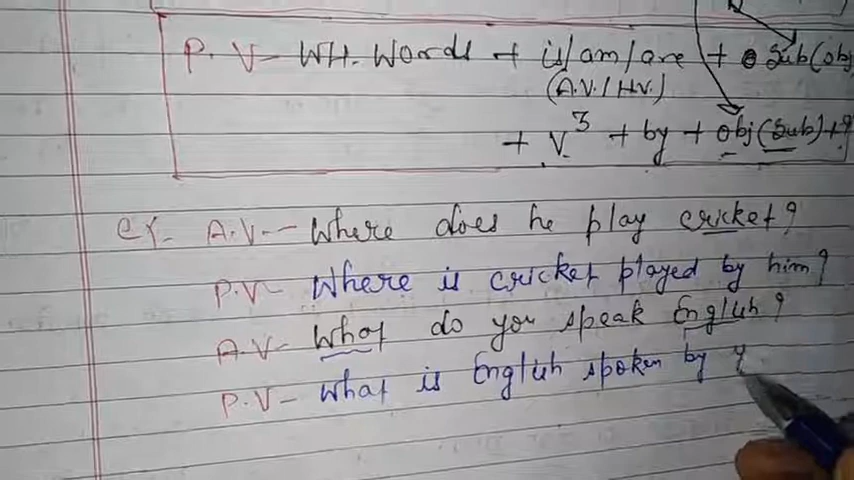 P.V- WH. Words + is/am/are + Sub(obj
(A.V./H.V.)
+ V3 + by + obj(Sub)+?
ex- A.V.- Where does he play cricket?
P.V- Where is cricket played by him?
A.V- What do you speak English?
P.V- What is English spoken by y